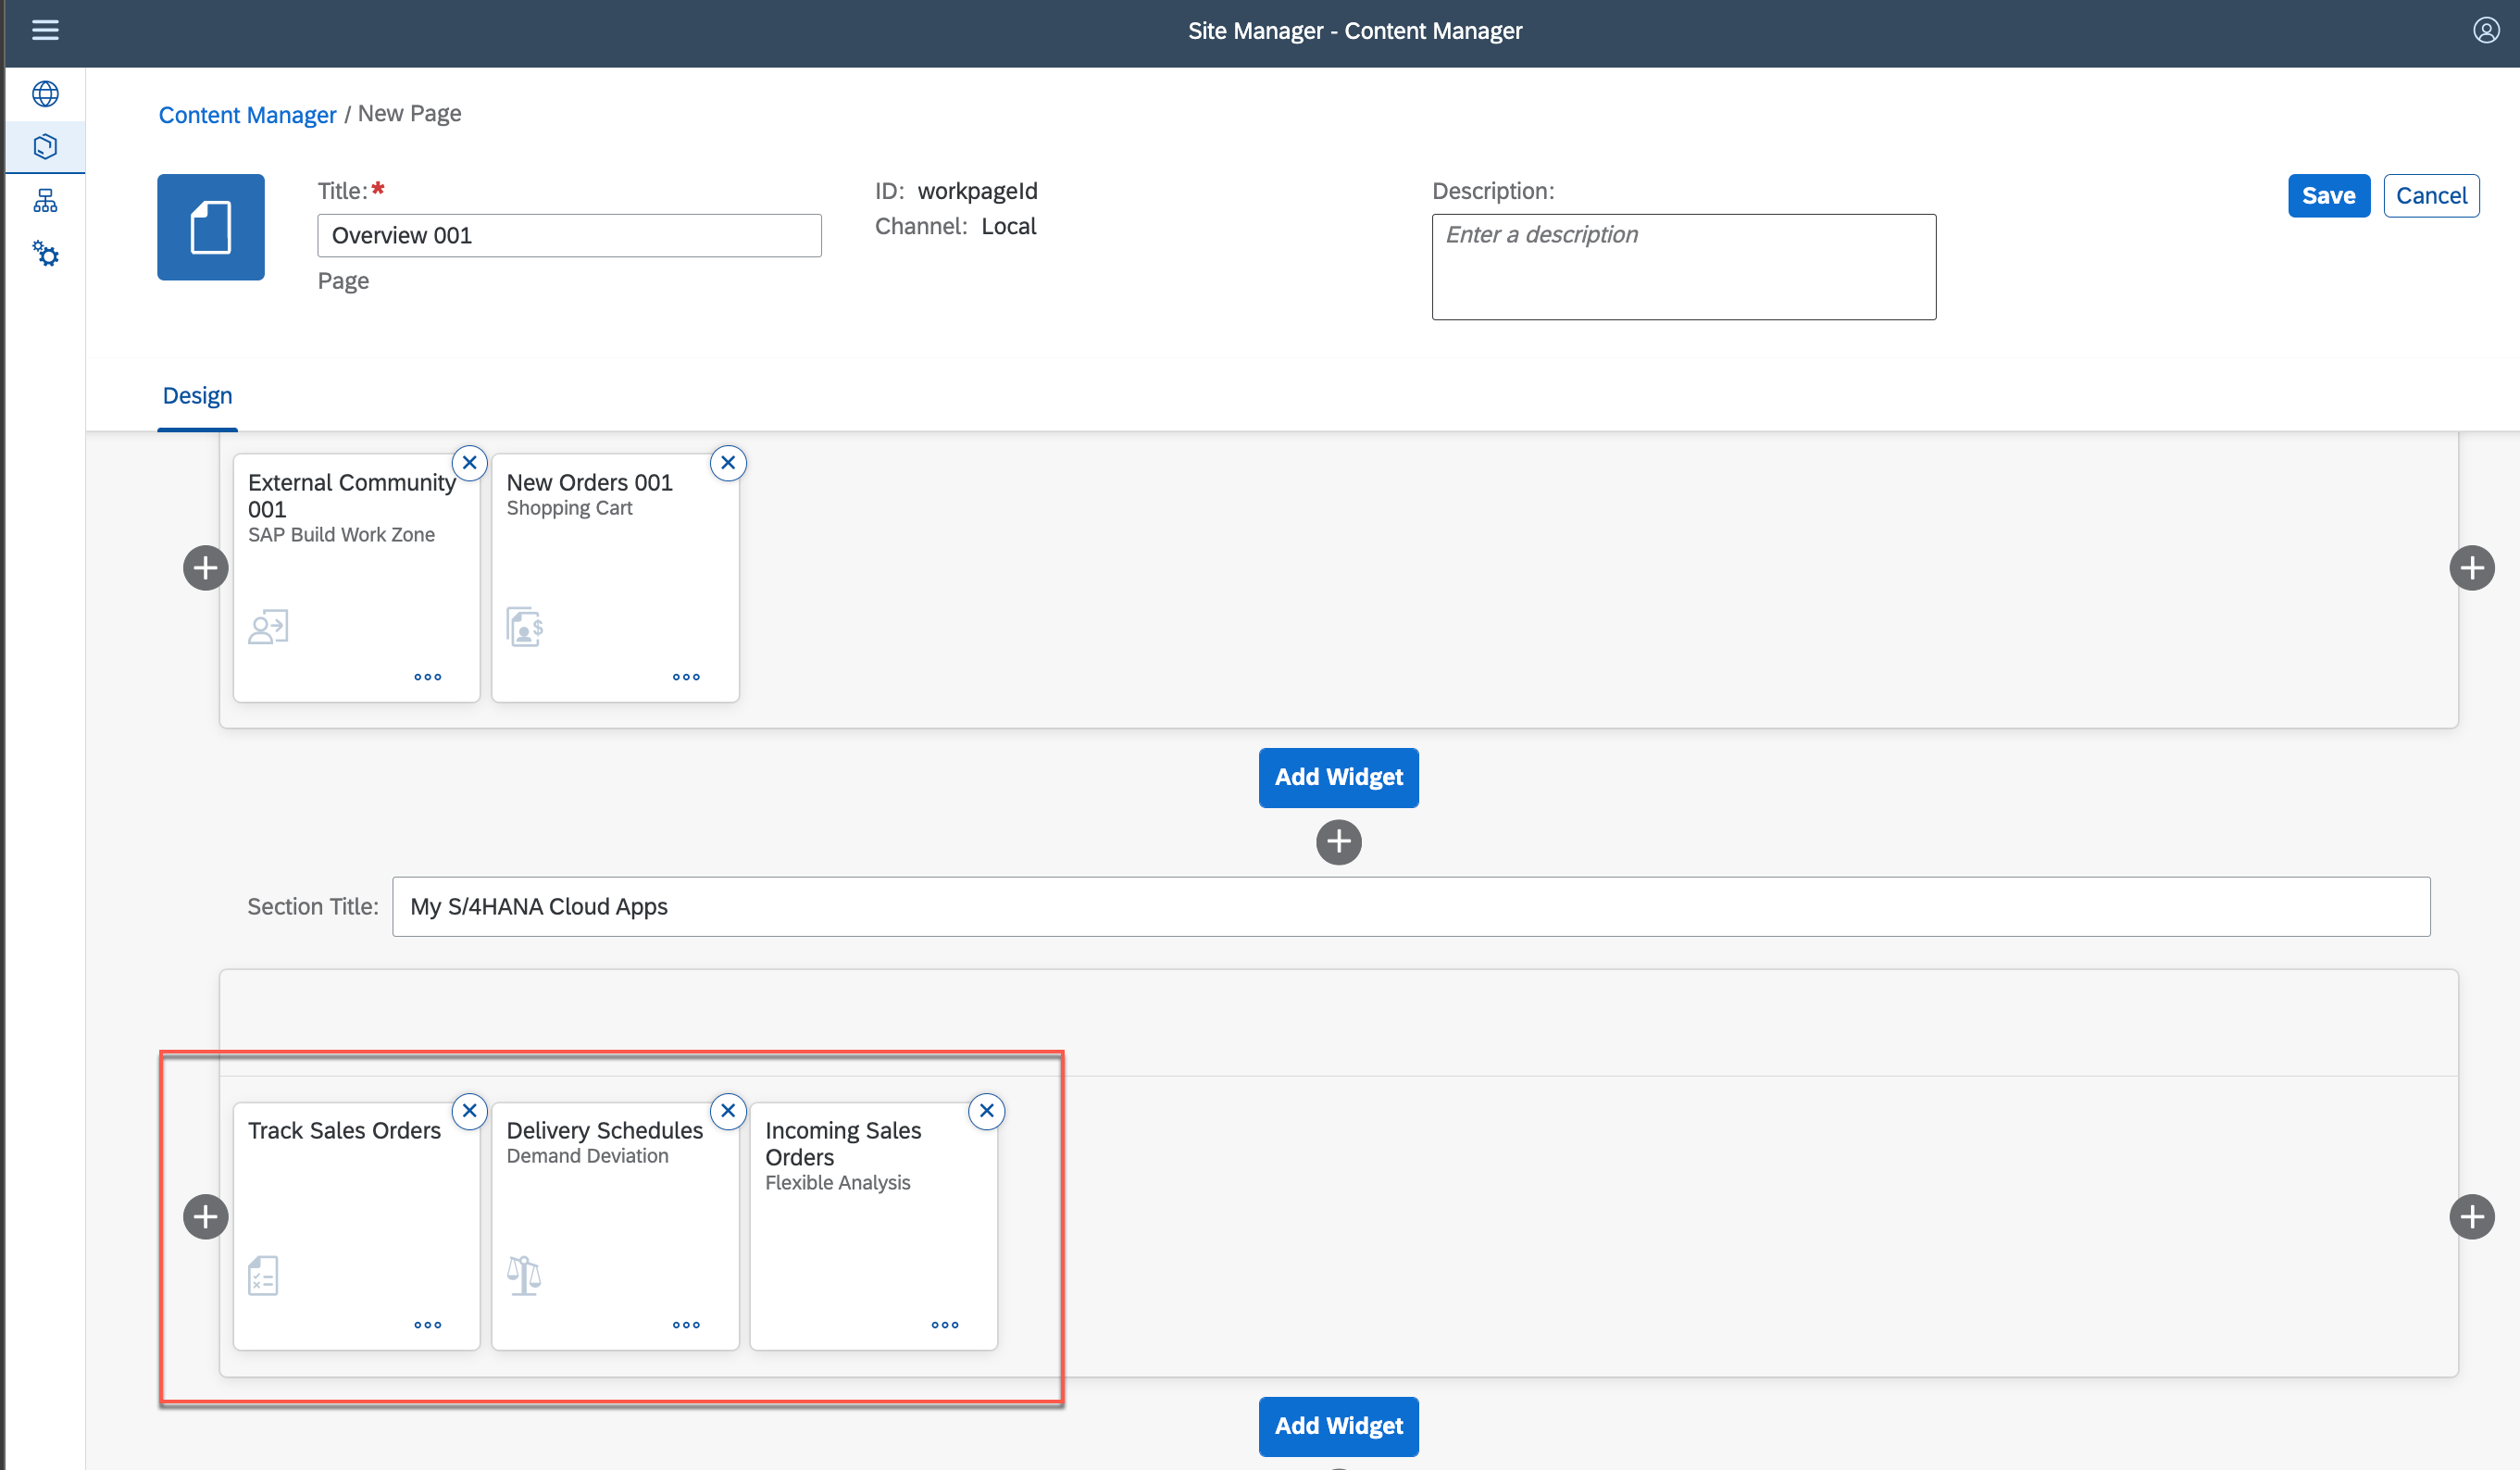 Site Manager - Content Manager
Content Manager / New Page
Title:*
Overview 001
Page
ID: workpageId
Channel: Local
Description:
Enter a description
Save
Cancel
Design
External Community
001
SAP Build Work Zone
New Orders 001
Shopping Cart
Add Widget
Section Title:
My S/4HANA Cloud Apps
Track Sales Orders
Delivery Schedules
Demand Deviation
Incoming Sales
Orders
Flexible Analysis
Add Widget